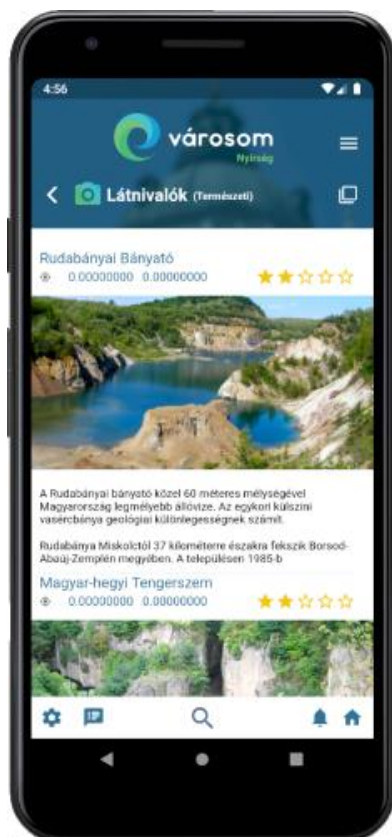 4:56
városom
Nyírség
Látnivalók (Természeti)
Rudabányai Bányató
0.00000000 0.00000000
A Rudabányai bányató közel 60 méteres mélységével
Magyarország legmélyebb állóvize. Az egykori külszíni
vasércbánya geológiai különlegességnek számít.
Rudabánya Miskolctól 37 kilométerre északra fekszik Borsod-
Abaúj-Zemplén megyében. A településen 1985-b
Magyar-hegyi Tengerszem
0.00000000 0.00000000